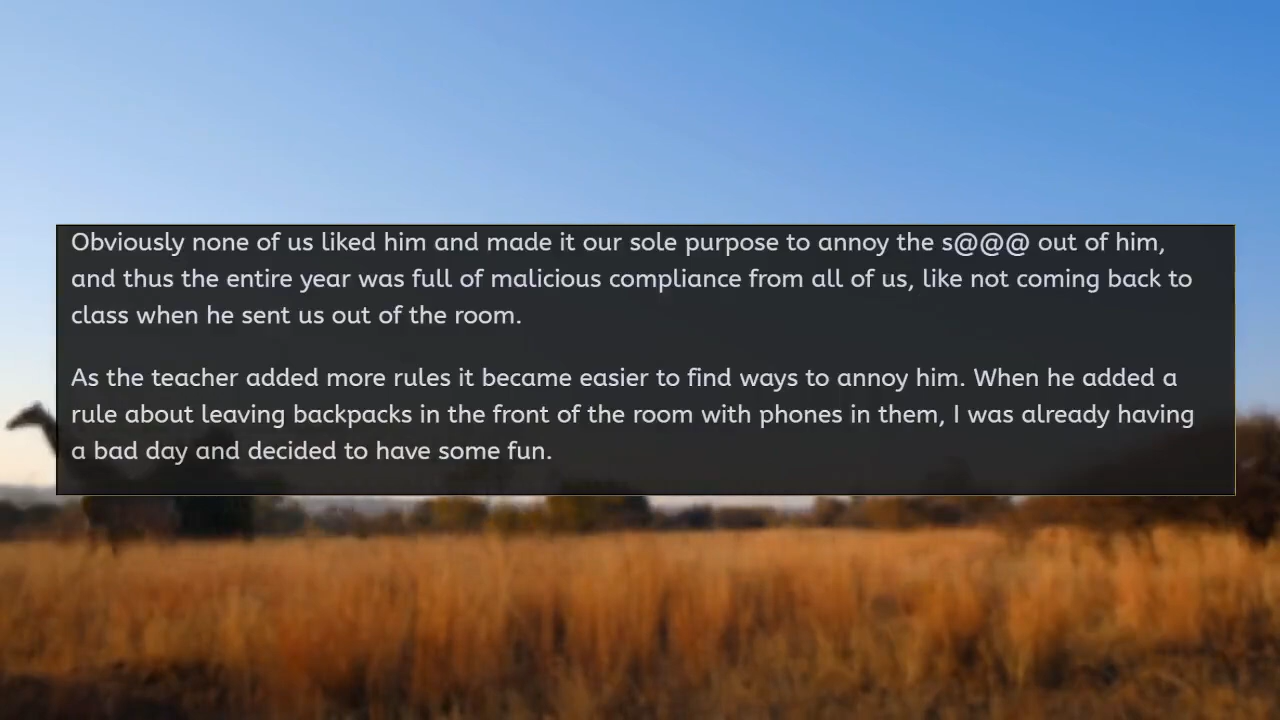 Obviously none of us liked him and made it our sole purpose to annoy the s@@@ out of him,
and thus the entire year was full of malicious compliance from all of us, like not coming back to
class when he sent us out of the room.
As the teacher added more rules it became easier to find ways to annoy him. When he added a
rule about leaving backpacks in the front of the room with phones in them, I was already having
a bad day and decided to have some fun.